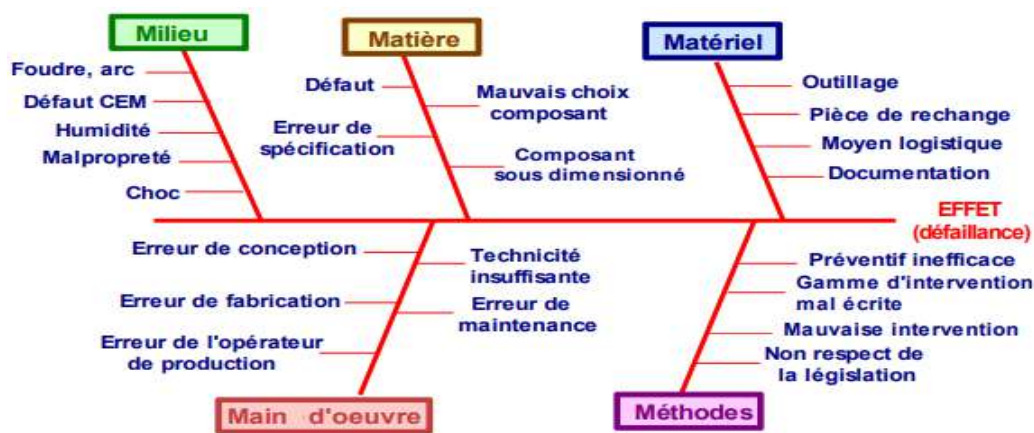 Milieu
Foudre, arc
Défaut CEM
Humidité
Malpropreté
Choc
Matière
Défaut
Erreur de
spécification
Mauvais choix
composant
Composant
sous dimensionné
Matériel
Outillage
Pièce de rechange
Moyen logistique
Documentation
EFFET
(défaillance)
Erreur de conception
Erreur de fabrication
Erreur de l'opérateur
de production
Technicité
insuffisante
Erreur de
maintenance
Main d'oeuvre
Préventif inefficace
Gamme d'intervention
mal écrite
Mauvaise intervention
Non respect de
la législation
Méthodes